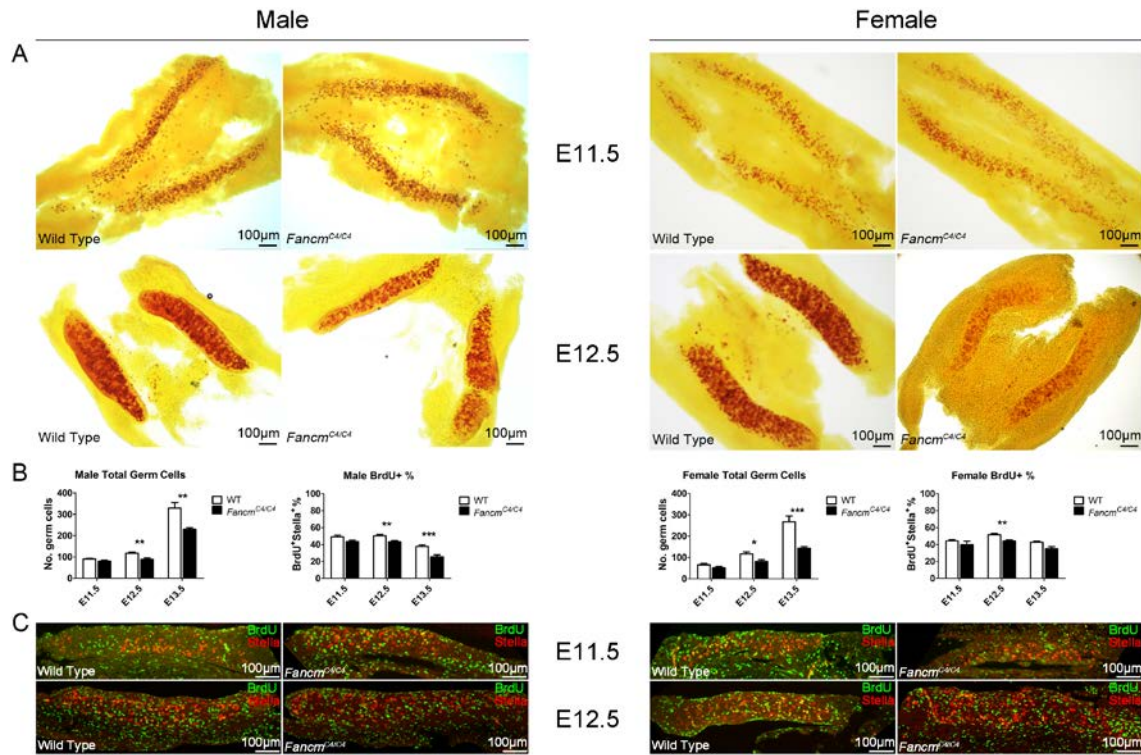 Male
Female
A
Wild Type
100µm
Fancm^C4/C4
100µm
E11.5
Wild Type
100µm
Fancm^C4/C4
100µm
Wild Type
100µm
Fancm^C4/C4
100µm
E12.5
Wild Type
100µm
Fancm^C4/C4
100µm
B
Male Total Germ Cells
No. germ cells
400
300
200
100
0
**
**
E11.5
E12.5
E13.5
WT
Fancm^C4/C4
Male BrdU+ %
BrdU⁺Stella⁺%
100
80
60
40
20
0
**
***
E11.5
E12.5
E13.5
WT
Fancm^C4/C4
Female Total Germ Cells
No. germ cells
400
300
200
100
0
*
***
E11.5
E12.5
E13.5
WT
Fancm^C4/C4
Female BrdU+ %
BrdU⁺Stella⁺%
100
80
60
40
20
0
**
E11.5
E12.5
E13.5
WT
Fancm^C4/C4
C
BrdU
Stella
Wild Type
100µm
BrdU
Stella
Fancm^C4/C4
100µm
E11.5
BrdU
Stella
Wild Type
100µm
BrdU
Stella
Fancm^C4/C4
100µm
BrdU
Stella
Wild Type
100µm
BrdU
Stella
Fancm^C4/C4
100µm
E12.5
BrdU
Stella
Wild Type
100µm
BrdU
Stella
Fancm^C4/C4
100µm